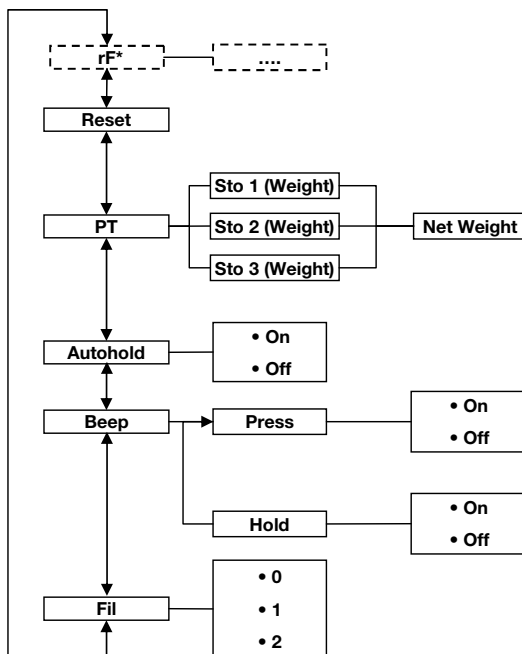 rF*
....
Reset
Sto 1 (Weight)
PT
Sto 2 (Weight)
Net Weight
Sto 3 (Weight)
Autohold
• On
• Off
Beep
Press
• On
• Off
Hold
• On
• Off
Fil
• 0
• 1
• 2